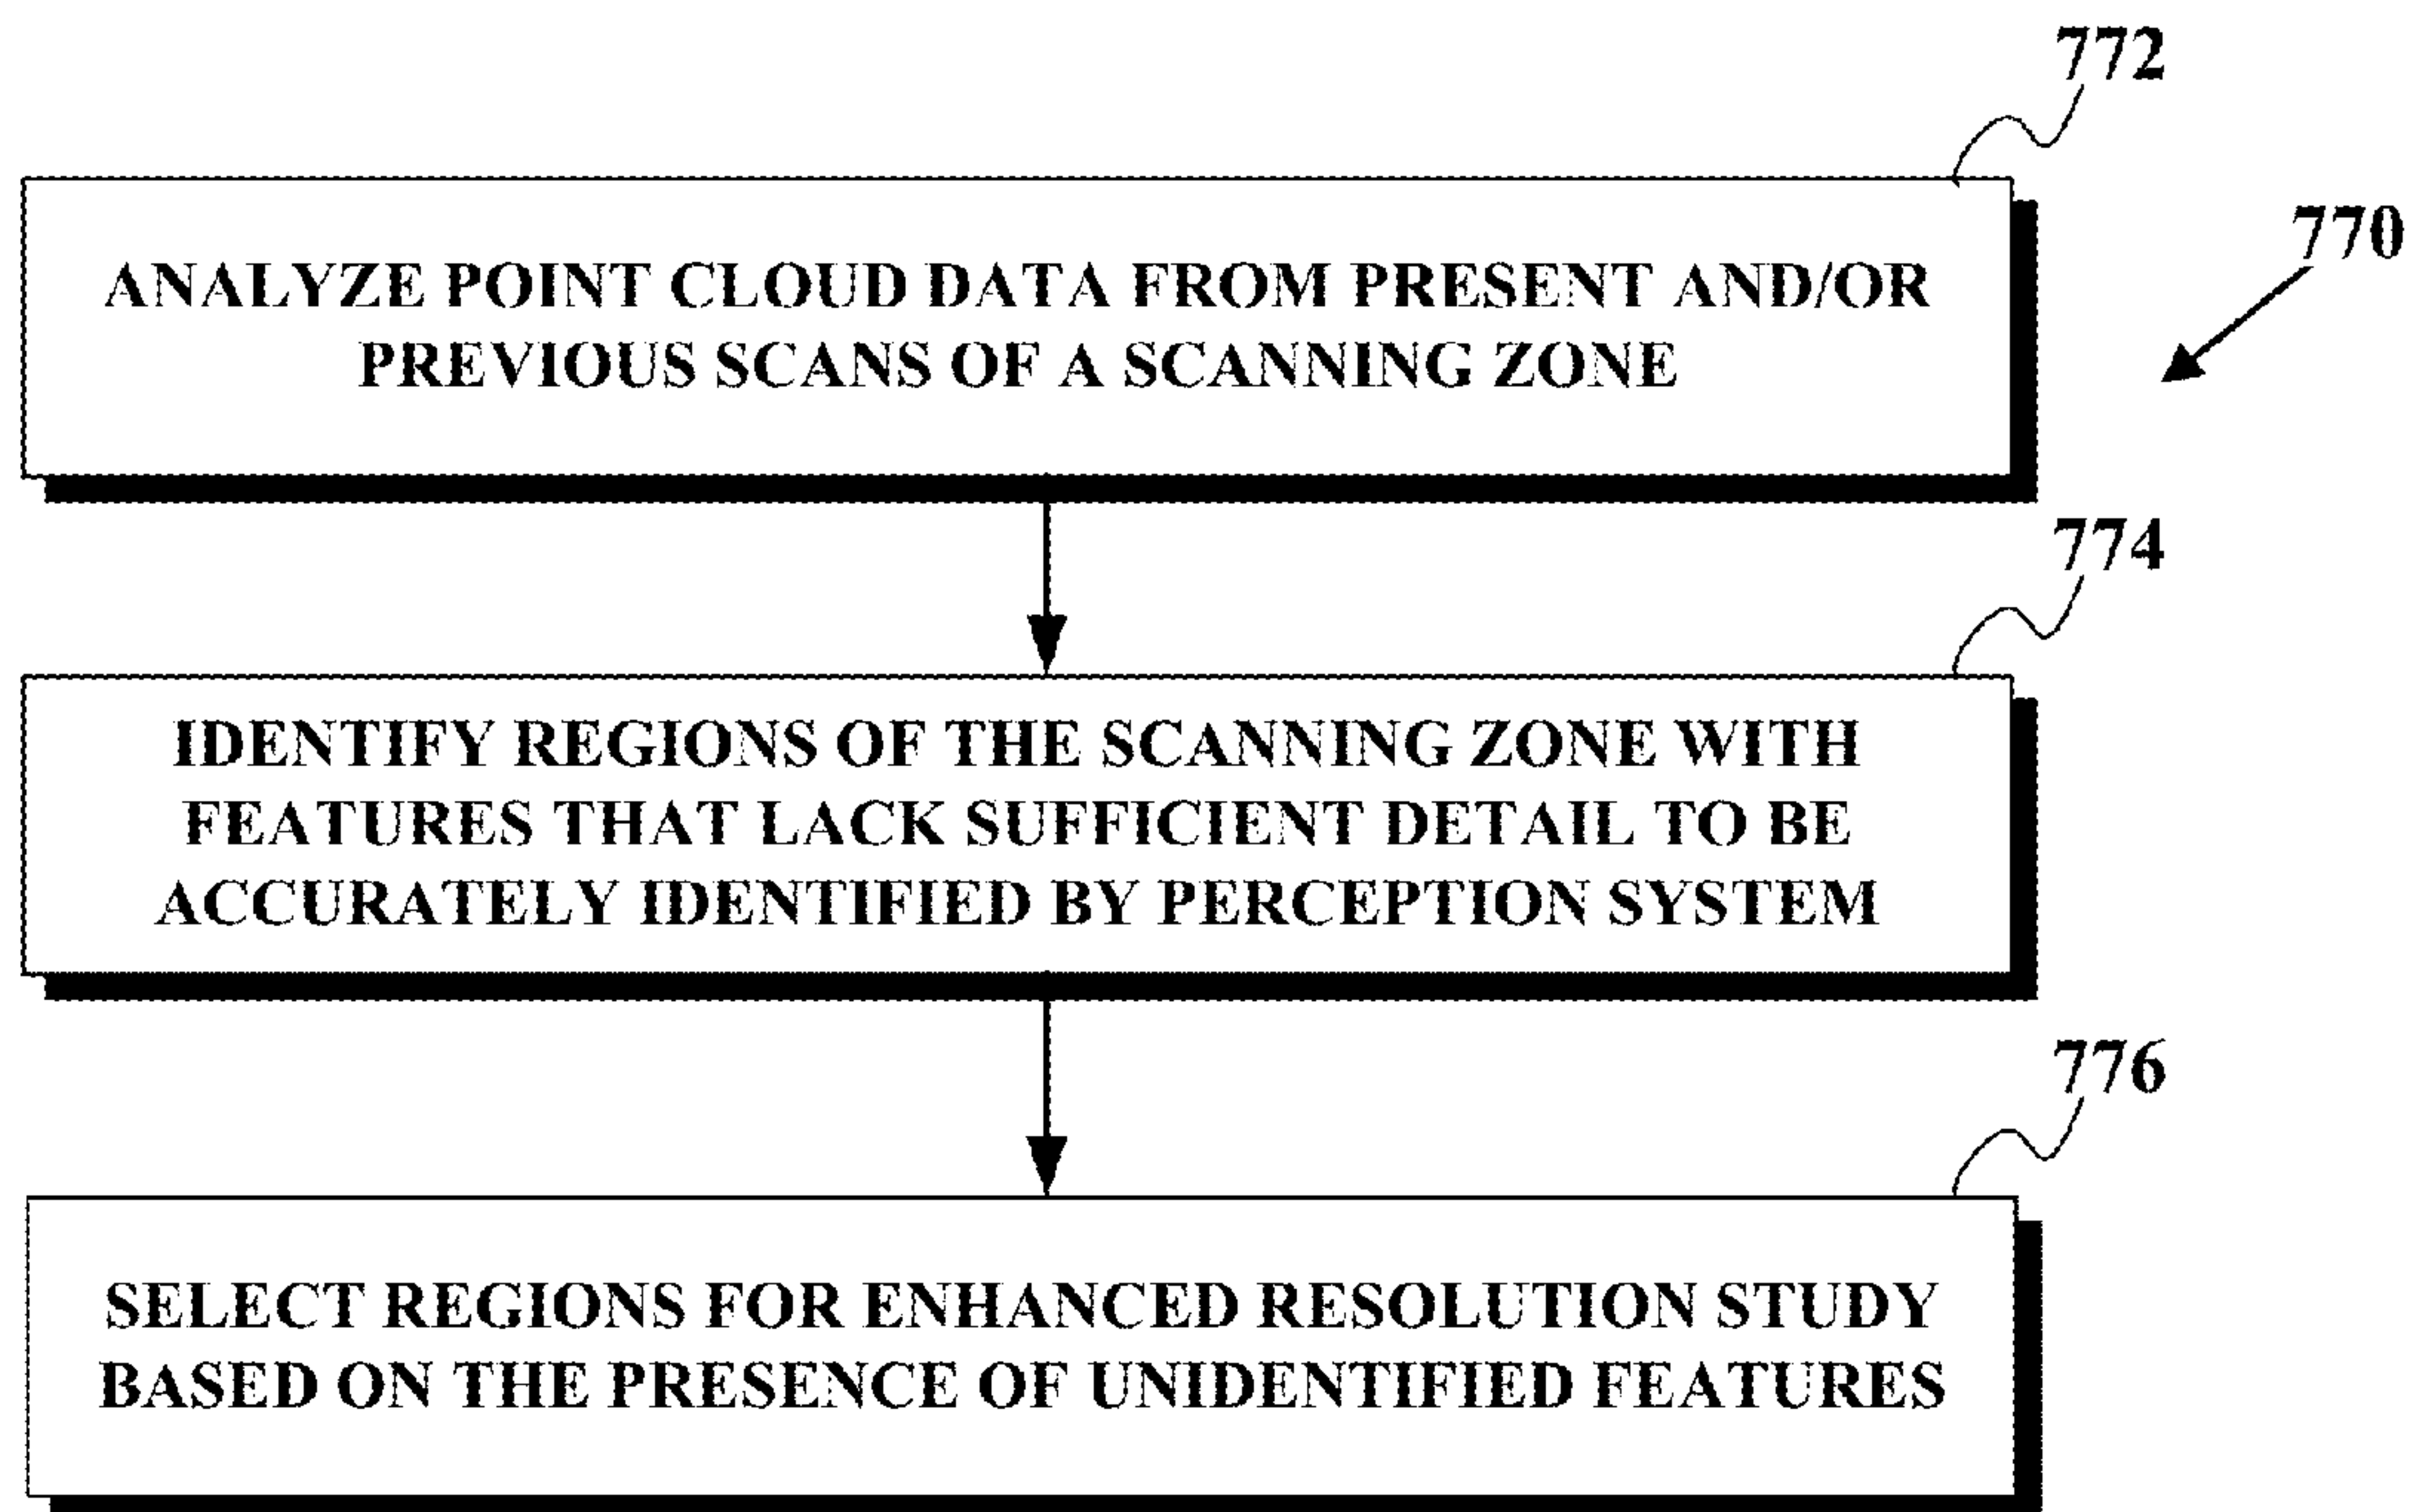 772
770
ANALYZE POINT CLOUD DATA FROM PRESENT AND/OR
PREVIOUS SCANS OF A SCANNING ZONE
774
IDENTIFY REGIONS OF THE SCANNING ZONE WITH
FEATURES THAT LACK SUFFICIENT DETAIL TO BE
ACCURATELY IDENTIFIED BY PERCEPTION SYSTEM
776
SELECT REGIONS FOR ENHANCED RESOLUTION STUDY
BASED ON THE PRESENCE OF UNIDENTIFIED FEATURES